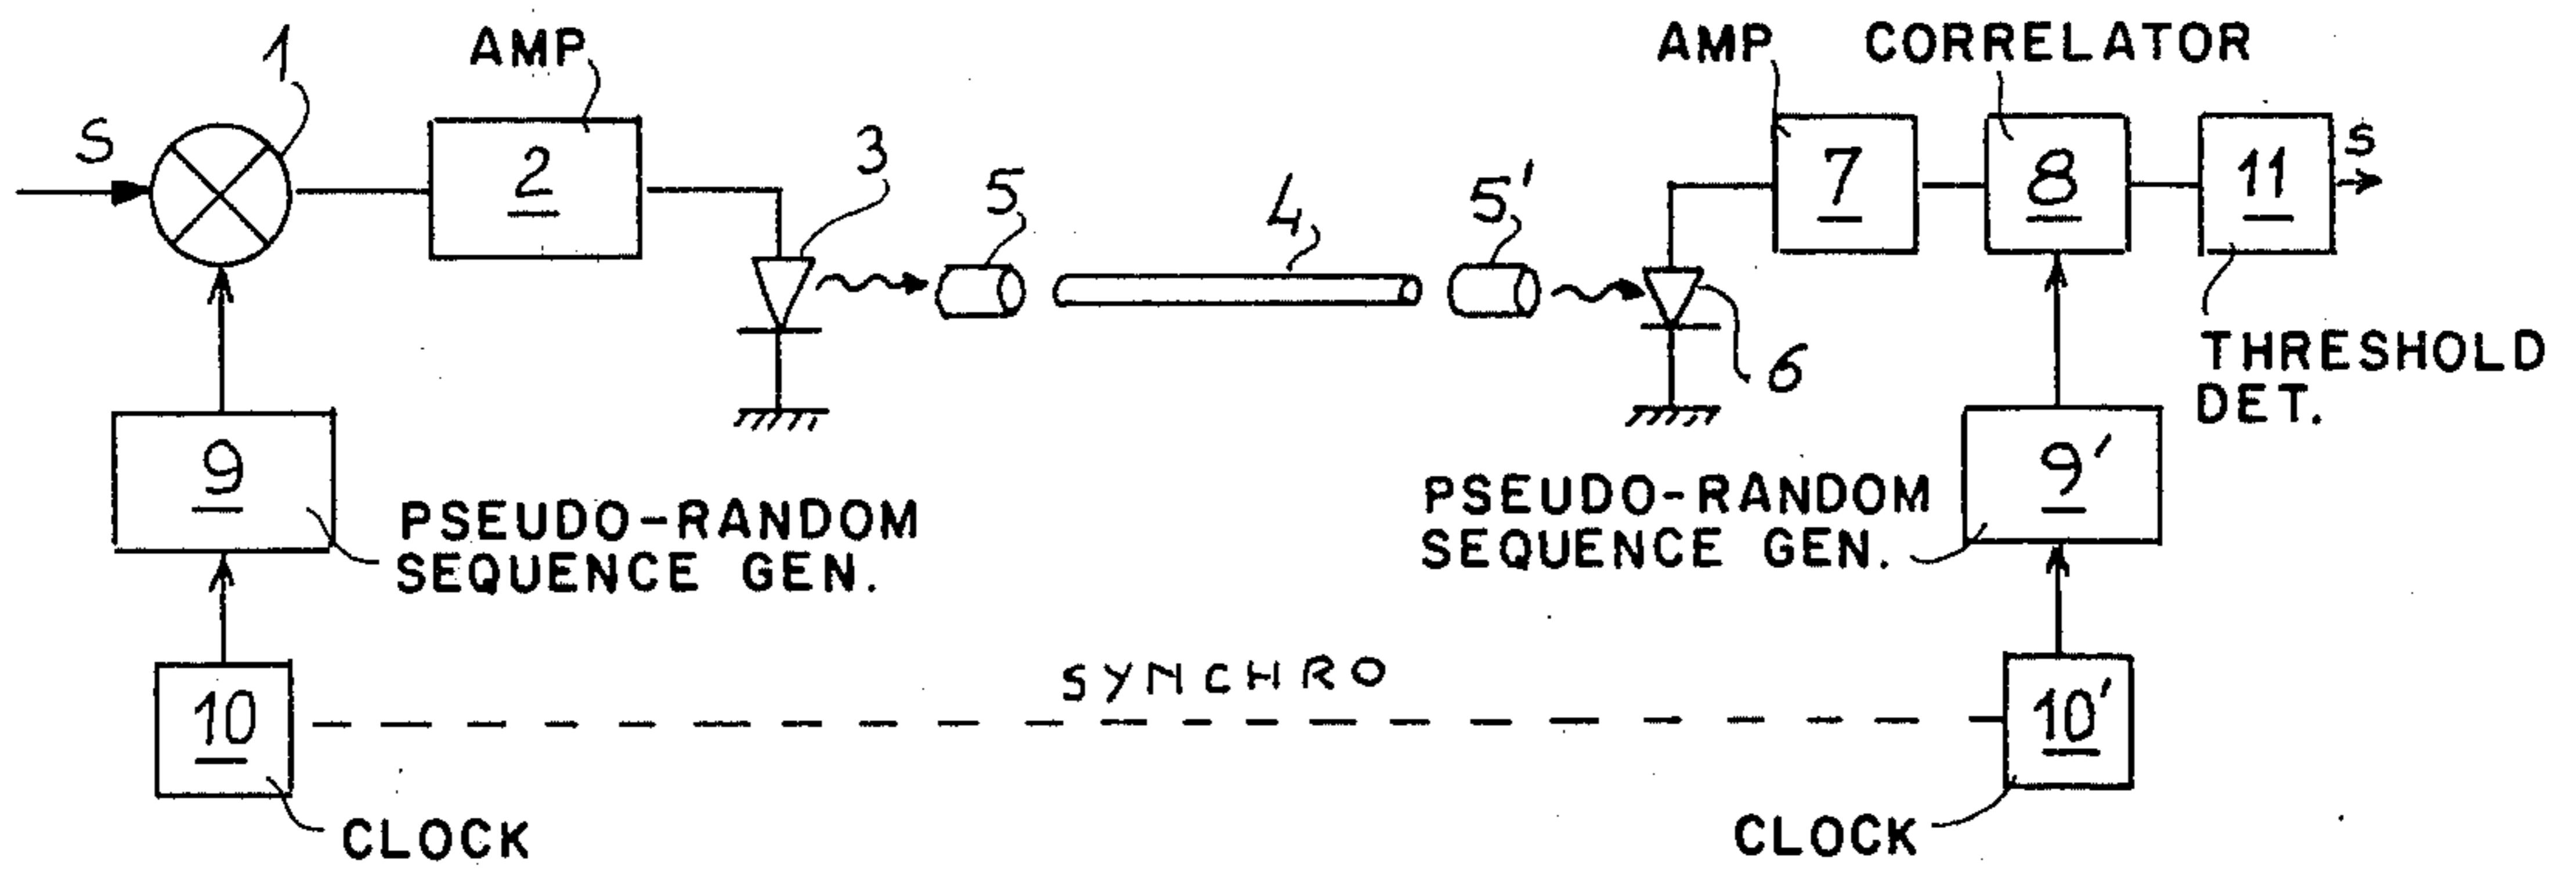 1
AMP
AMP
CORRELATOR
S
2
3
5
4
5'
7
8
11
S
6
THRESHOLD
DET.
9
PSEUDO-RANDOM
SEQUENCE GEN.
PSEUDO-RANDOM
SEQUENCE GEN.
9'
SYNCHRO
10
10'
CLOCK
CLOCK